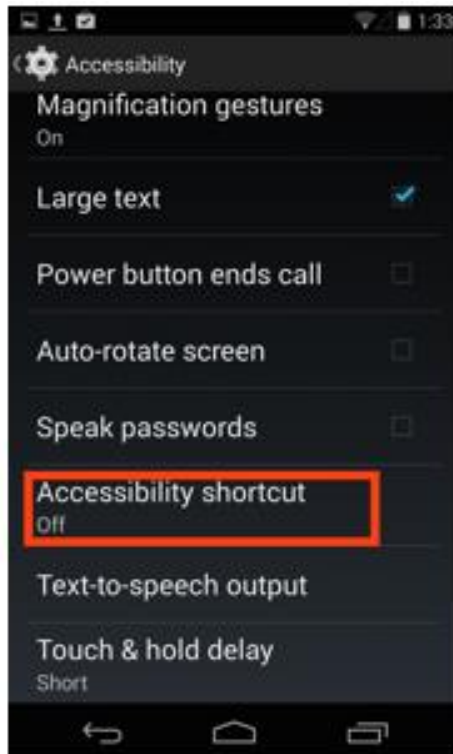 1:33
Accessibility
Magnification gestures
On
Large text
Power button ends call
Auto-rotate screen
Speak passwords
Accessibility shortcut
Off
Text-to-speech output
Touch & hold delay
Short